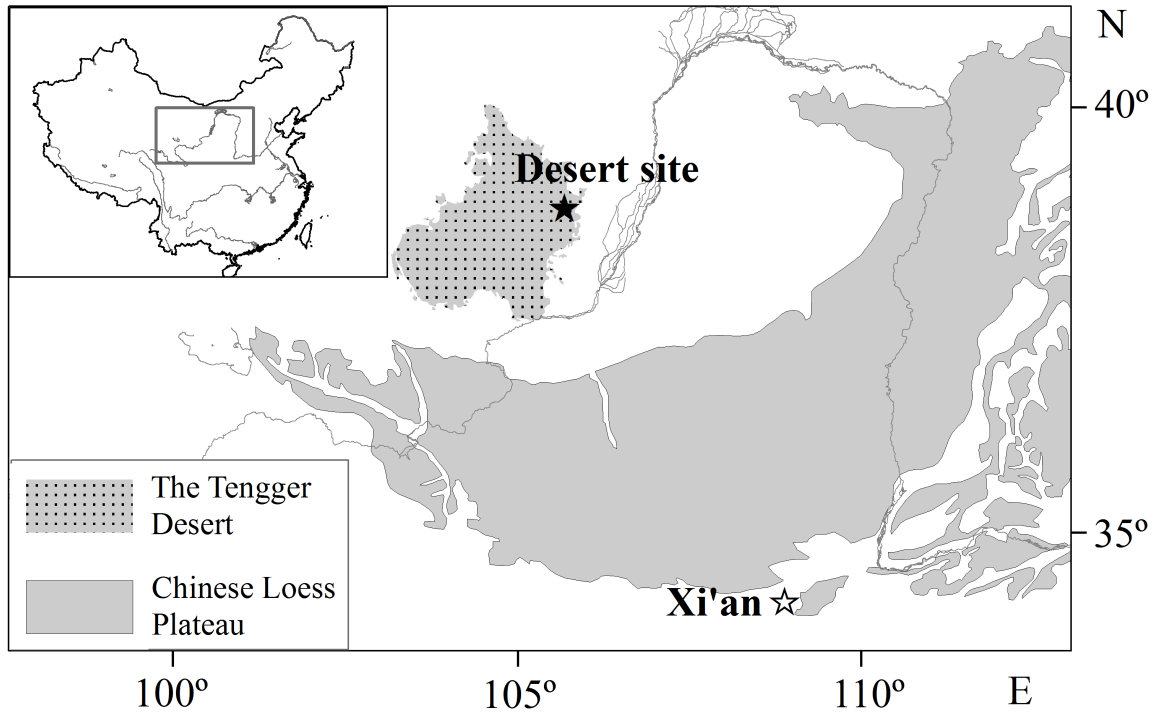 N
40º
Desert site
The Tengger
Desert
35º
Chinese Loess
Plateau
Xi'an
100º
105º
110º
E